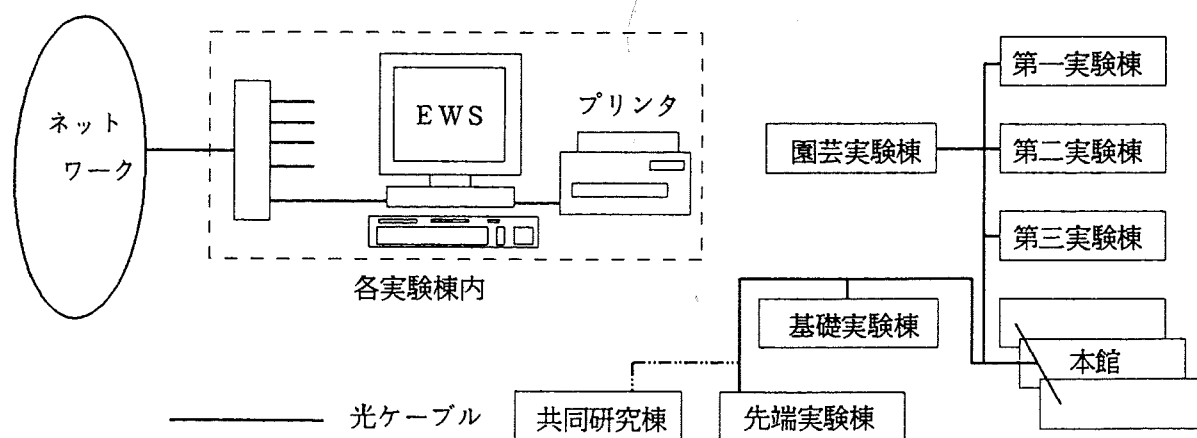 ネット
ワーク
EWS
プリンタ
各実験棟内
光ケーブル
園芸実験棟
第一実験棟
第二実験棟
第三実験棟
基礎実験棟
本館
共同研究棟
先端実験棟